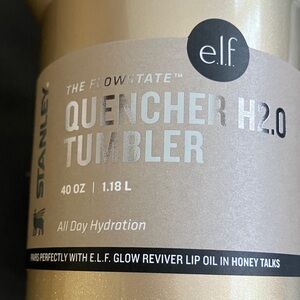 e.l.f.
THE FLOWSTATE™
QUENCHER H2.0
TUMBLER
STANLEY
40 OZ | 1.18 L
All Day Hydration
PAIRS PERFECTLY WITH E.L.F. GLOW REVIVER LIP OIL IN HONEY TALKS